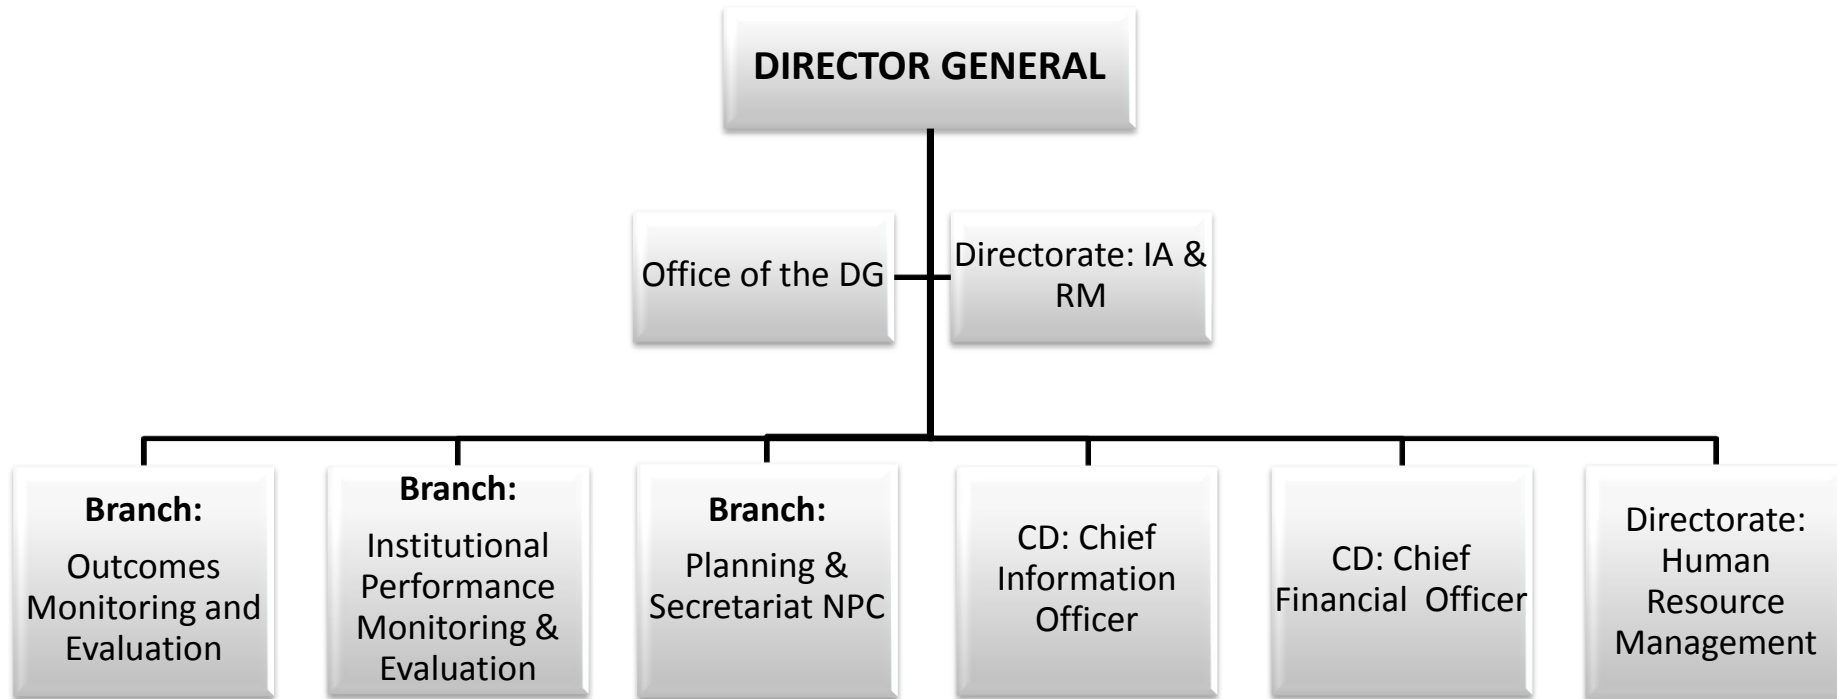 DIRECTOR GENERAL
Office of the DG
Directorate: IA &
RM
Branch:
Outcomes
Monitoring and
Evaluation
Branch:
Institutional
Performance
Monitoring &
Evaluation
Branch:
Planning &
Secretariat NPC
CD: Chief
Information
Officer
CD: Chief
Financial Officer
Directorate:
Human
Resource
Management